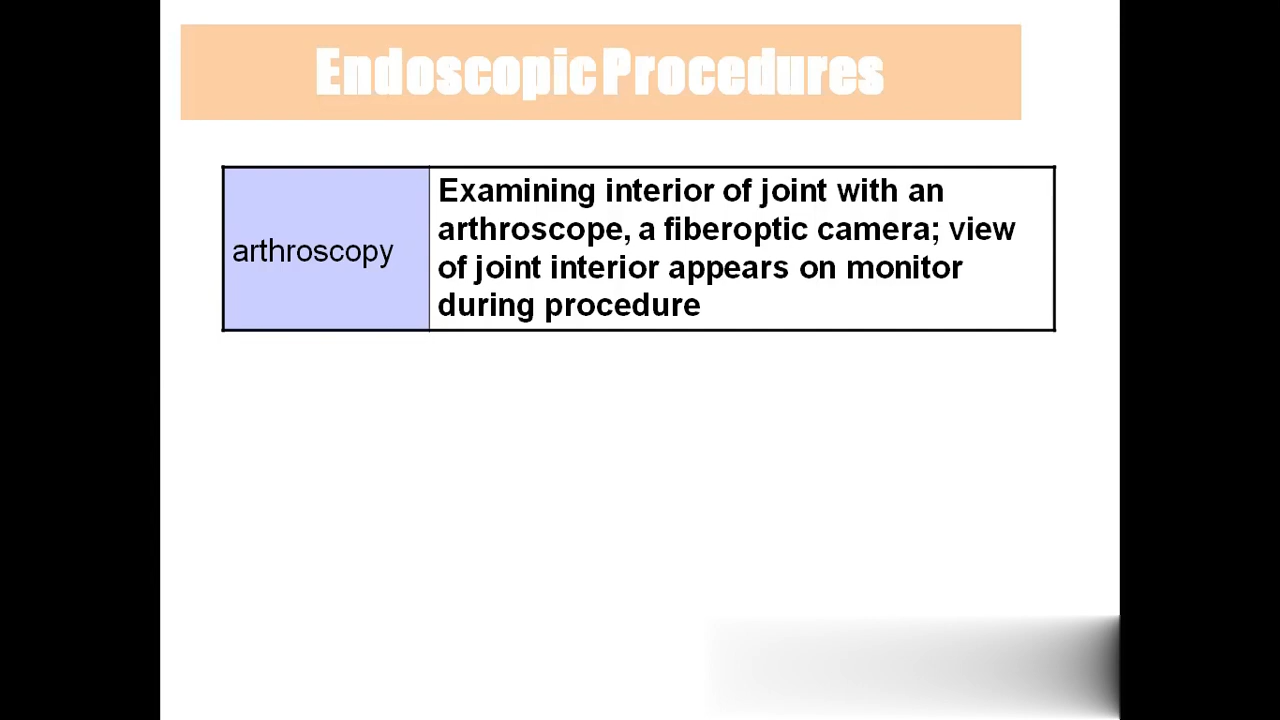 Endoscopic Procedures
arthroscopy
Examining interior of joint with an
arthroscope, a fiberoptic camera; view
of joint interior appears on monitor
during procedure